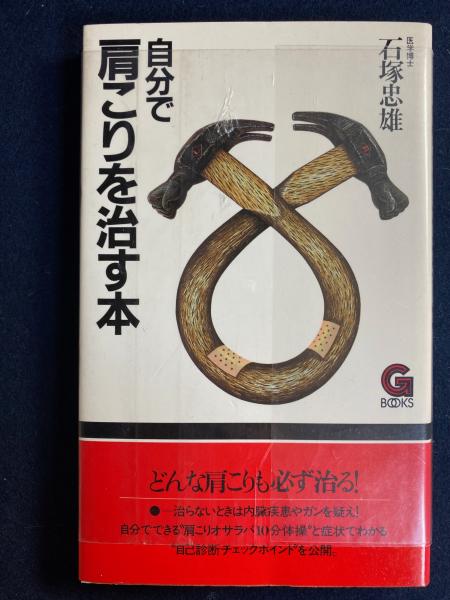 自分で
肩こりを治す本
医学博士
石塚忠雄
G
BOOKS
どんな肩こりも必ず治る!
●—治らないときは内臓疾患やガンを疑え!
自分でできる"肩こりオサラバ10分体操"と症状でわかる
"自己診断チェックポイント"を公開。